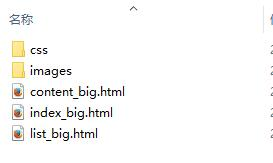 名称
css
images
content_big.html
index_big.html
list_big.html